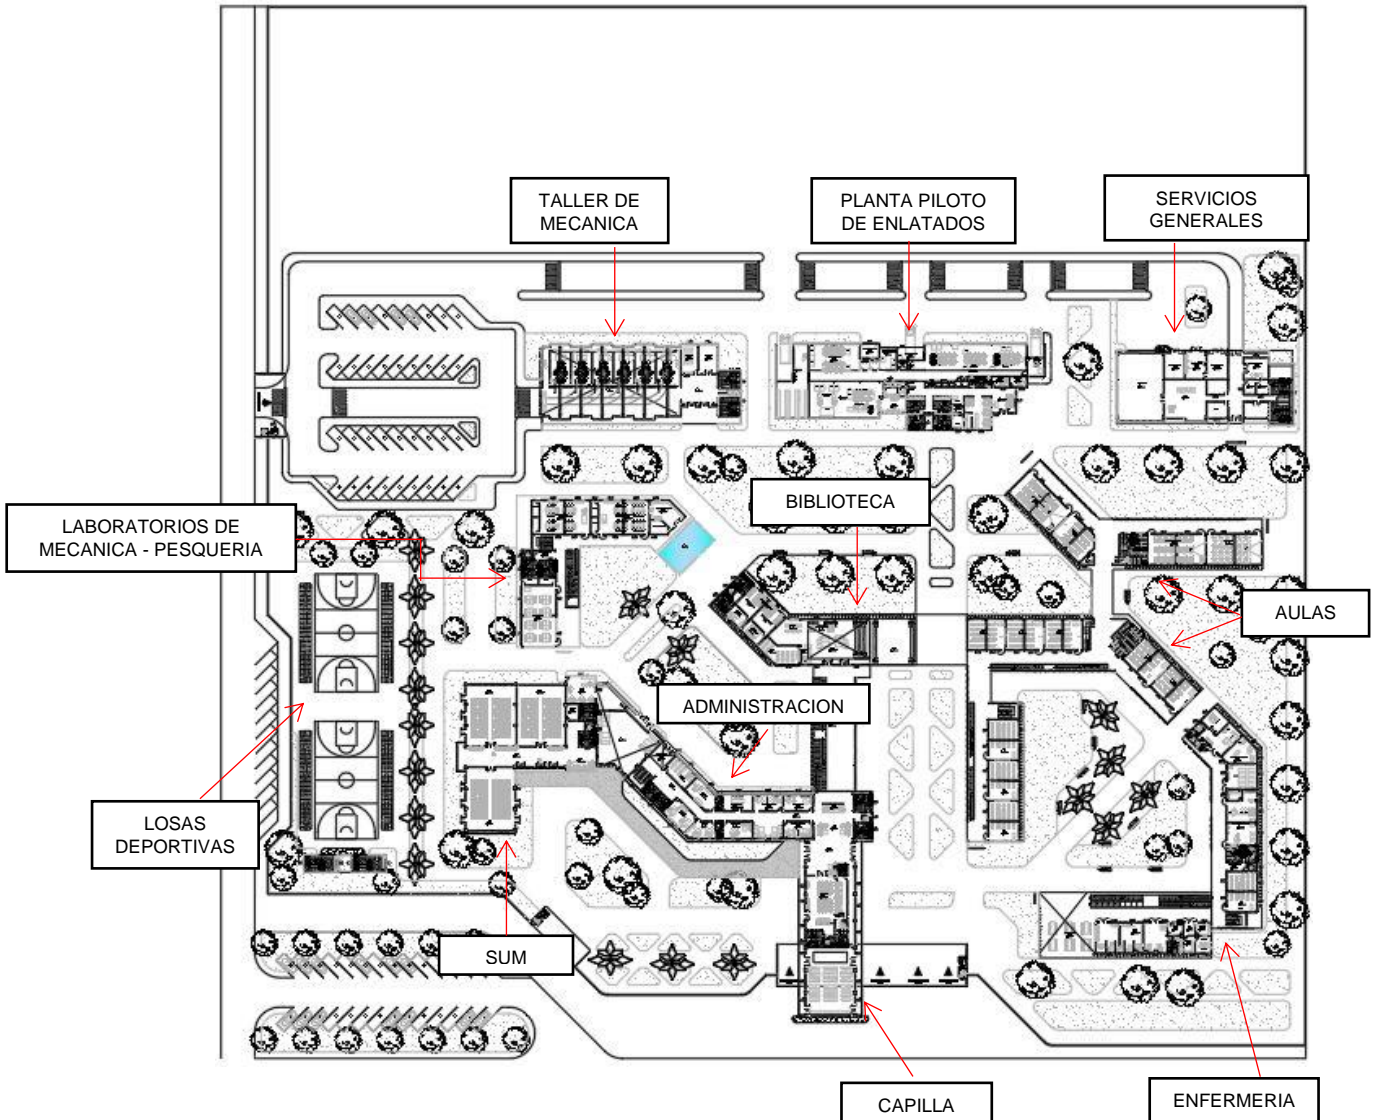 TALLER DE
MECANICA
PLANTA PILOTO
DE ENLATADOS
SERVICIOS
GENERALES
BIBLIOTECA
LABORATORIOS DE
MECANICA - PESQUERIA
AULAS
ADMINISTRACION
LOSAS
DEPORTIVAS
SUM
CAPILLA
ENFERMERIA